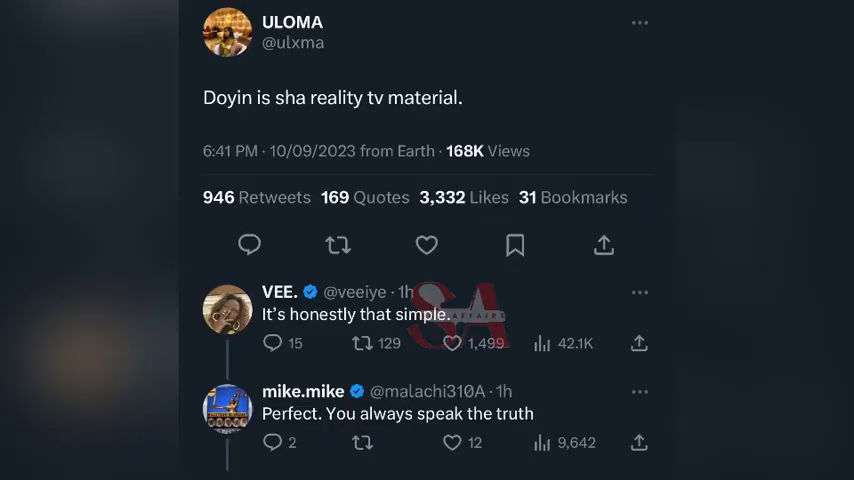 ULOMA
@ulxma
Doyin is sha reality tv material.
6:41 PM · 10/09/2023 from Earth · 168K Views
946 Retweets 169 Quotes 3,332 Likes 31 Bookmarks
VEE. @veeiye · 1h
It's honestly that simple.
SA
AFFAIRS
15 129 1,499 42.1K
mike.mike @malachi310A · 1h
Perfect. You always speak the truth
2 12 9,642